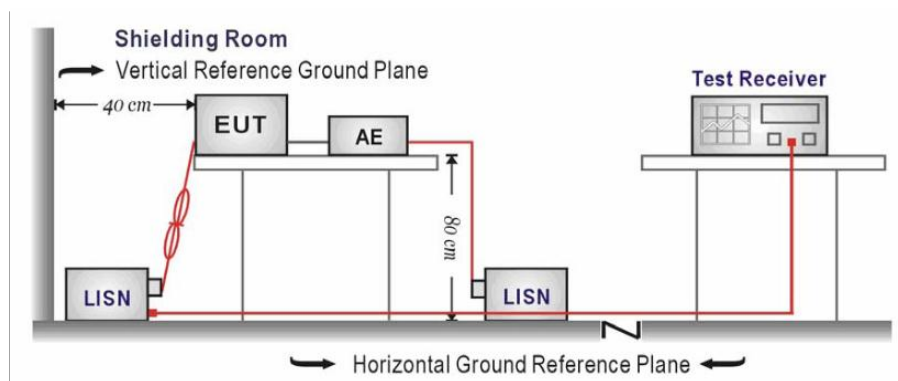 Shielding Room
Vertical Reference Ground Plane
40 cm
EUT
AE
Test Receiver
80 cm
LISN
LISN
Horizontal Ground Reference Plane